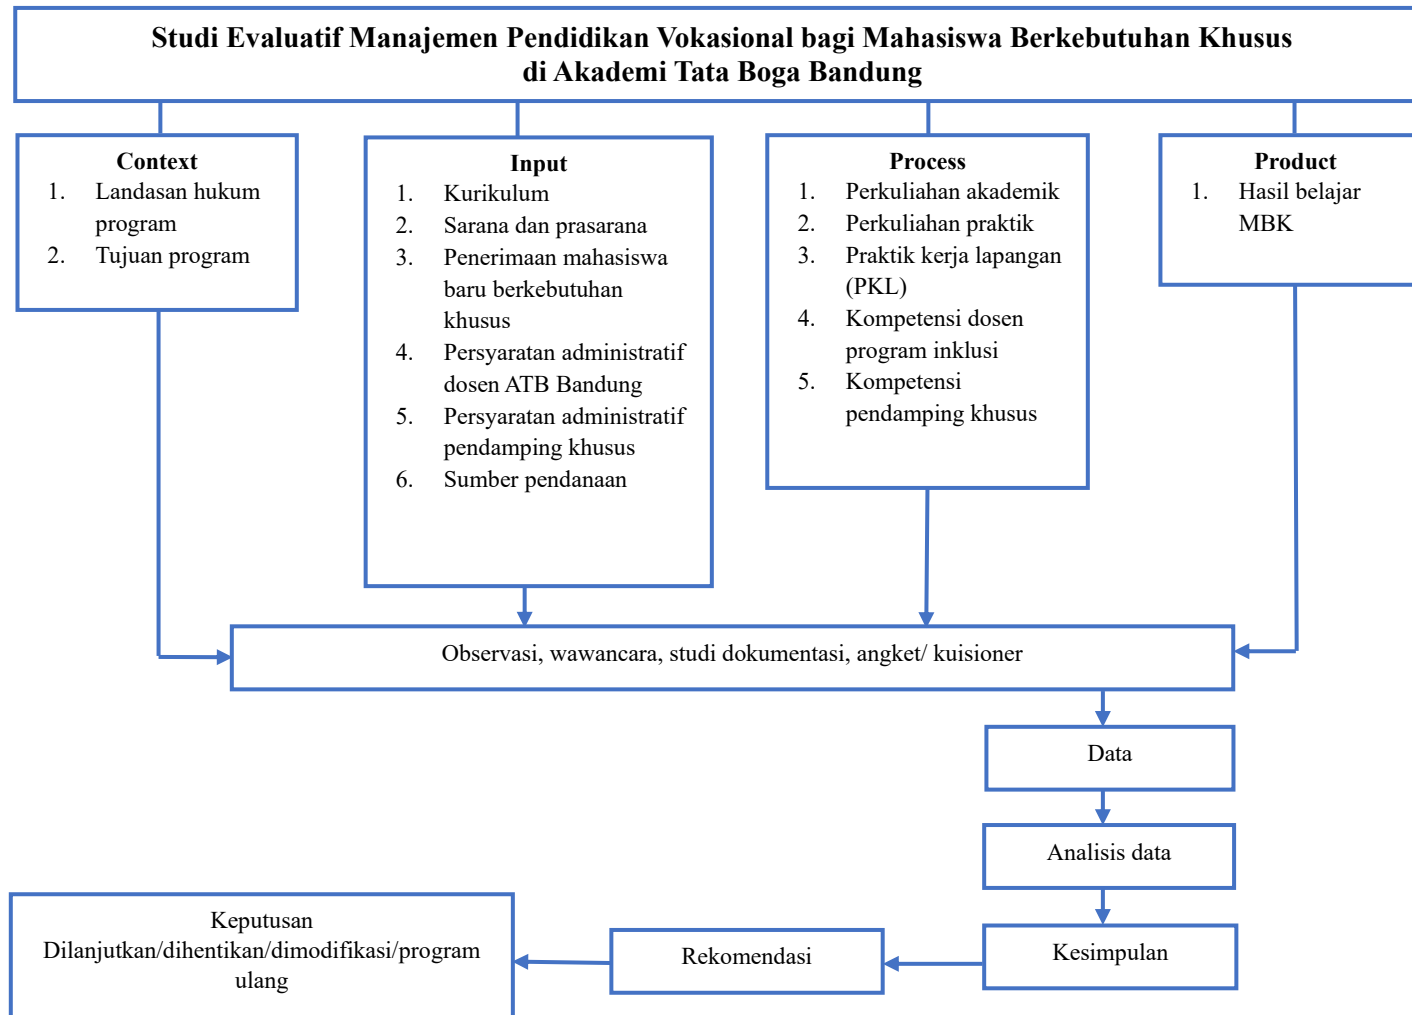 Studi Evaluatif Manajemen Pendidikan Vokasional bagi Mahasiswa Berkebutuhan Khusus
di Akademi Tata Boga Bandung
Context
1. Landasan hukum
program
2. Tujuan program
Input
1. Kurikulum
2. Sarana dan prasarana
3. Penerimaan mahasiswa
baru berkebutuhan
khusus
4. Persyaratan administratif
dosen ATB Bandung
5. Persyaratan administratif
pendamping khusus
6. Sumber pendanaan
Process
1. Perkuliahan akademik
2. Perkuliahan praktik
3. Praktik kerja lapangan
(PKL)
4. Kompetensi dosen
program inklusi
5. Kompetensi
pendamping khusus
Product
1. Hasil belajar
MBK
Observasi, wawancara, studi dokumentasi, angket/ kuisioner
Data
Analisis data
Kesimpulan
Rekomendasi
Keputusan
Dilanjutkan/dihentikan/dimodifikasi/program
ulang